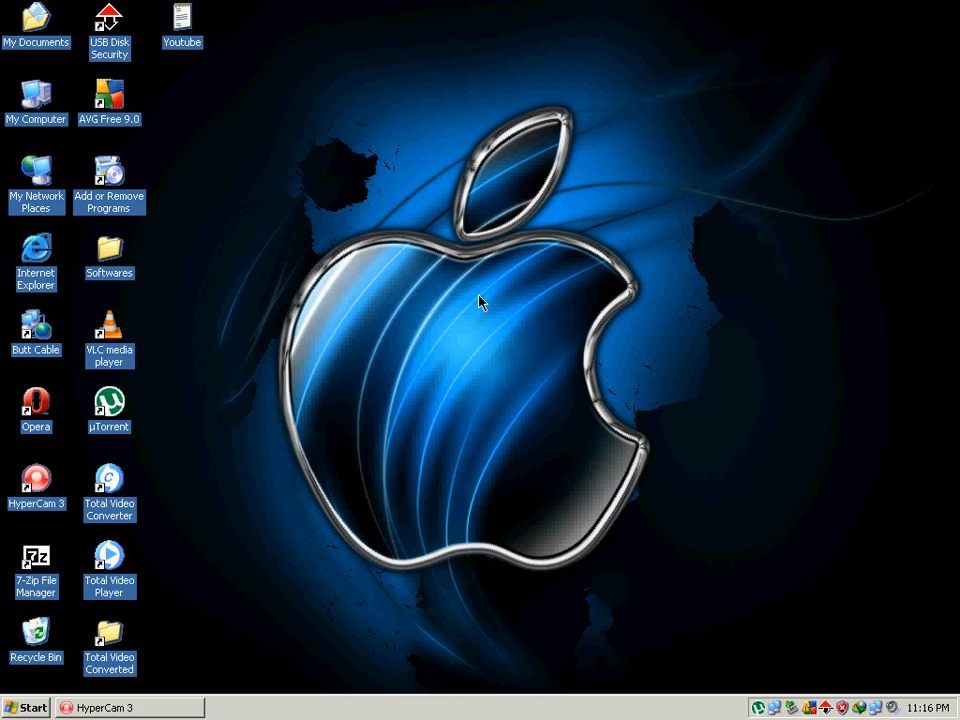 My Documents
USB Disk
Security
Youtube
My Computer
AVG Free 9.0
My Network
Places
Add or Remove
Programs
Internet
Explorer
Softwares
Butt Cable
VLC media
player
Opera
µTorrent
HyperCam 3
Total Video
Converter
7-Zip File
Manager
Total Video
Player
Recycle Bin
Total Video
Converted
Start
HyperCam 3
11:16 PM